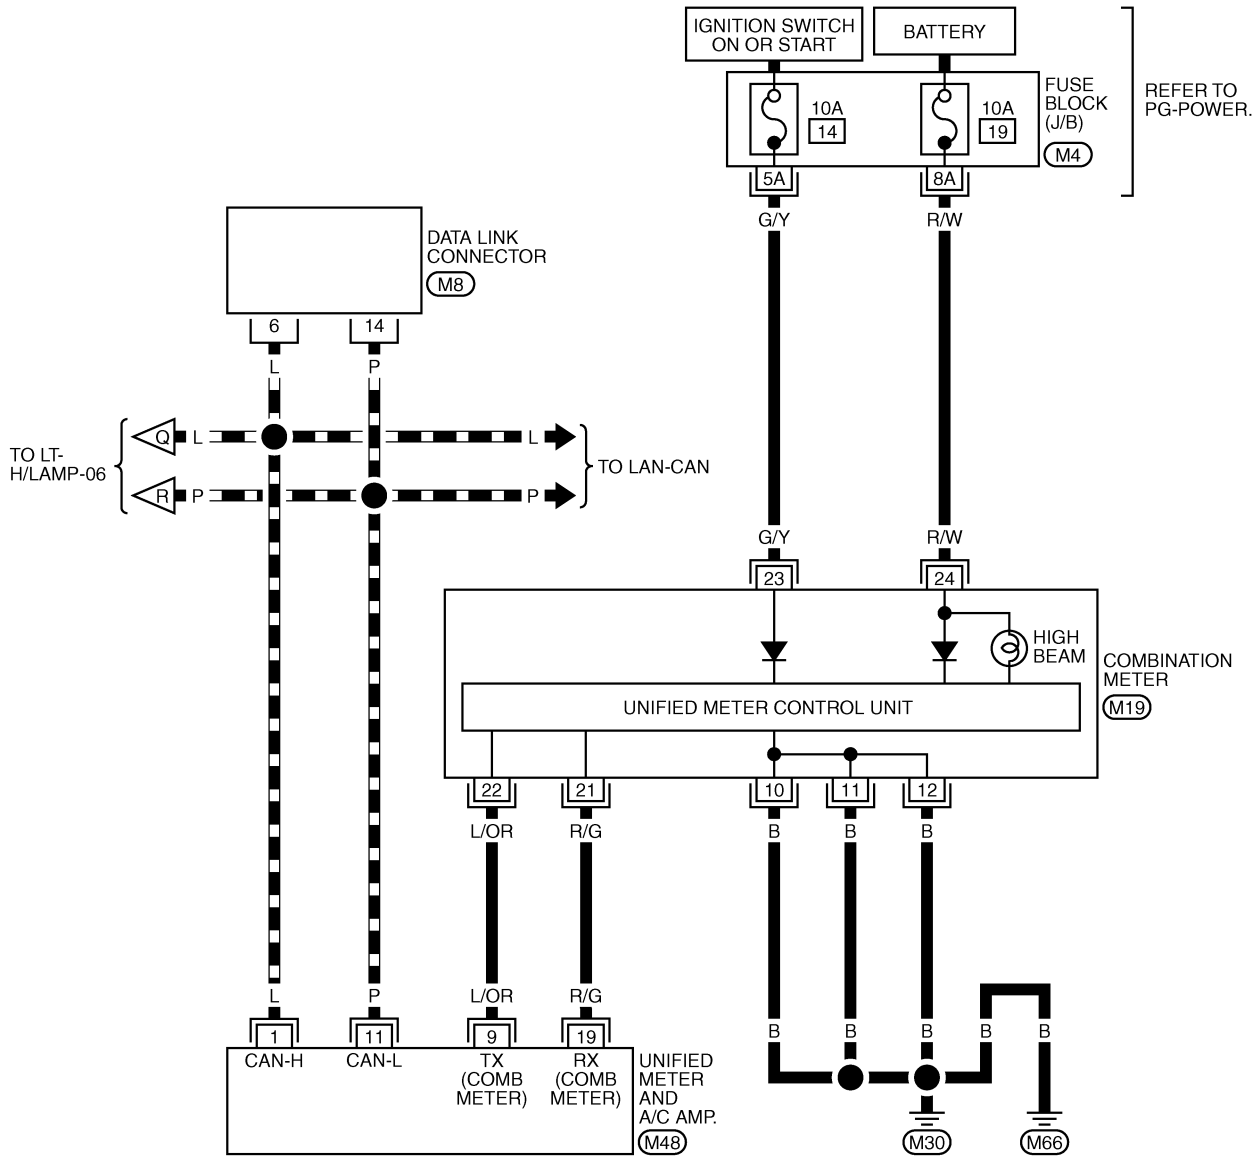 IGNITION SWITCH
ON OR START
BATTERY
REFER TO
PG-POWER.
10A
14
10A
19
FUSE
BLOCK
(J/B)
M4
5A
8A
G/Y
R/W
DATA LINK
CONNECTOR
M8
6
14
L
P
TO LT-
H/LAMP-06
Q
L
L
R
P
P
TO LAN-CAN
G/Y
R/W
23
24
HIGH
BEAM
COMBINATION
METER
M19
UNIFIED METER CONTROL UNIT
22
21
10
11
12
L/OR
R/G
B
B
B
L
P
L/OR
R/G
B
B
B
B
B
1
11
9
19
CAN-H
CAN-L
TX
(COMB
METER)
RX
(COMB
METER)
UNIFIED
METER
AND
A/C AMP.
M48
M30
M66